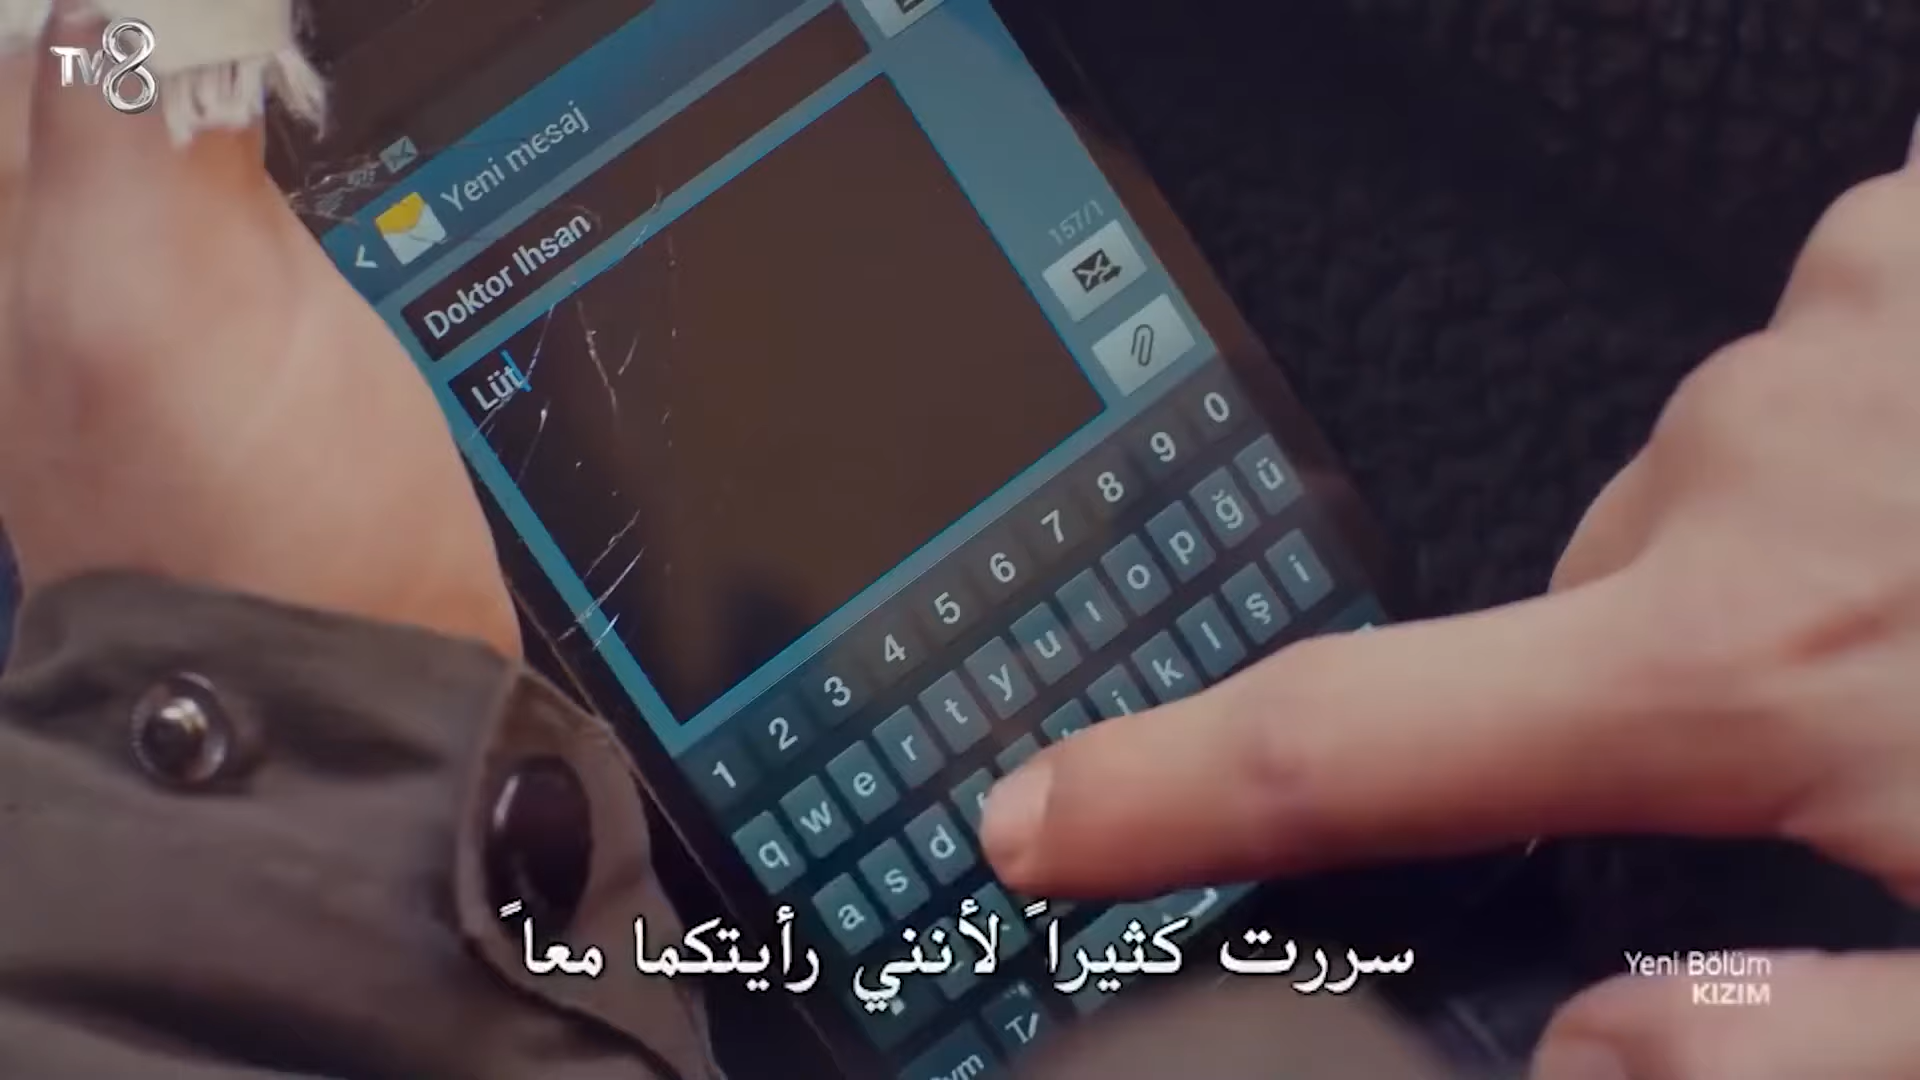 TV8
Yeni mesaj
Doktor Ihsan
Lüt
157/1
1 2 3 4 5 6 7 8 9 0
q w e r t y u ı o p ğ ü
a s d j k l ş i
سررت كثيراً لأنني رأيتكما معاً
Yeni Bölüm
KIZIM